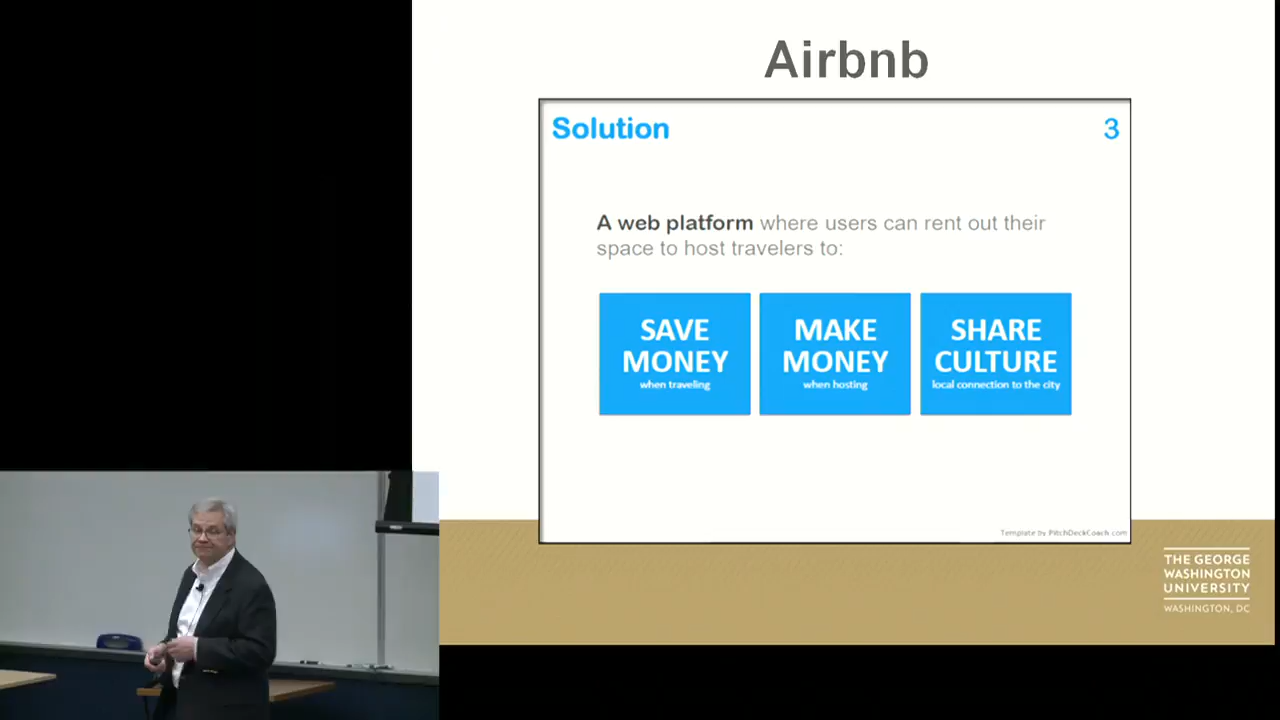 Airbnb
Solution
3
A web platform where users can rent out their
space to host travelers to:
SAVE
MONEY
when traveling
MAKE
MONEY
when hosting
SHARE
CULTURE
local connection to the city
Template by PitchDeckCoach.com
THE GEORGE
WASHINGTON
UNIVERSITY
WASHINGTON, DC